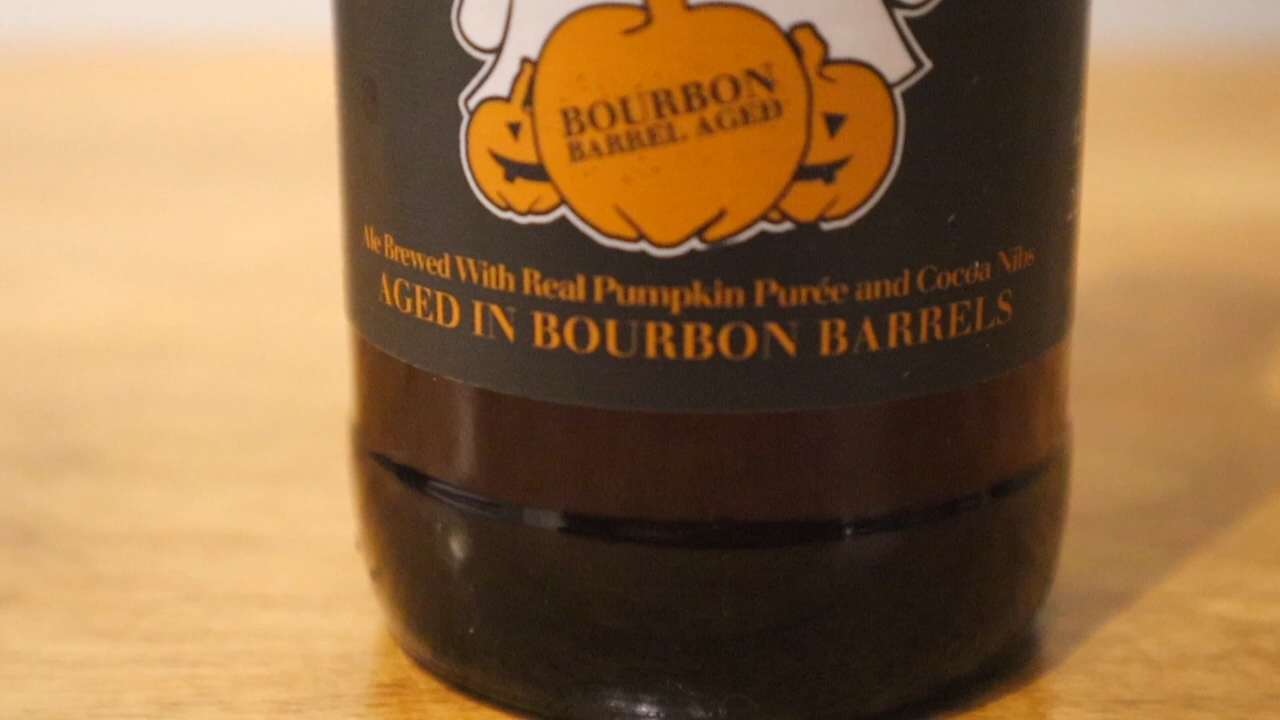 BOURBON
BARREL AGED
Ale Brewed With Real Pumpkin Purée and Cocoa Nibs
AGED IN BOURBON BARRELS